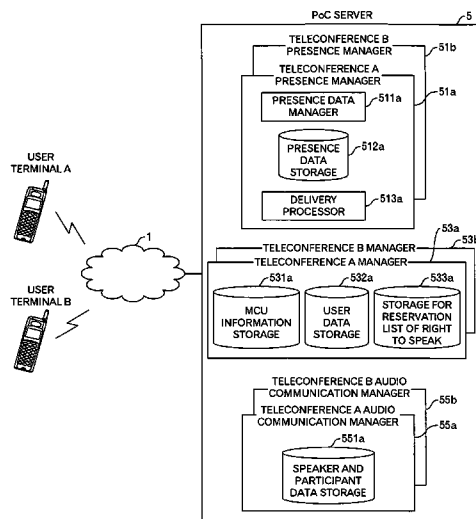 PoC SERVER
5
TELECONFERENCE B
PRESENCE MANAGER
51b
TELECONFERENCE A
PRESENCE MANAGER
51a
PRESENCE DATA
MANAGER
511a
PRESENCE
DATA
STORAGE
512a
DELIVERY
PROCESSOR
513a
USER
TERMINAL A
1
USER
TERMINAL B
53a
53b
TELECONFERENCE B MANAGER
TELECONFERENCE A MANAGER
531a
532a
533a
MCU
INFORMATION
STORAGE
USER
DATA
STORAGE
STORAGE FOR
RESERVATION
LIST OF RIGHT
TO SPEAK
TELECONFERENCE B AUDIO
COMMUNICATION MANAGER
55b
TELECONFERENCE A AUDIO
COMMUNICATION MANAGER
55a
551a
SPEAKER AND
PARTICIPANT
DATA STORAGE